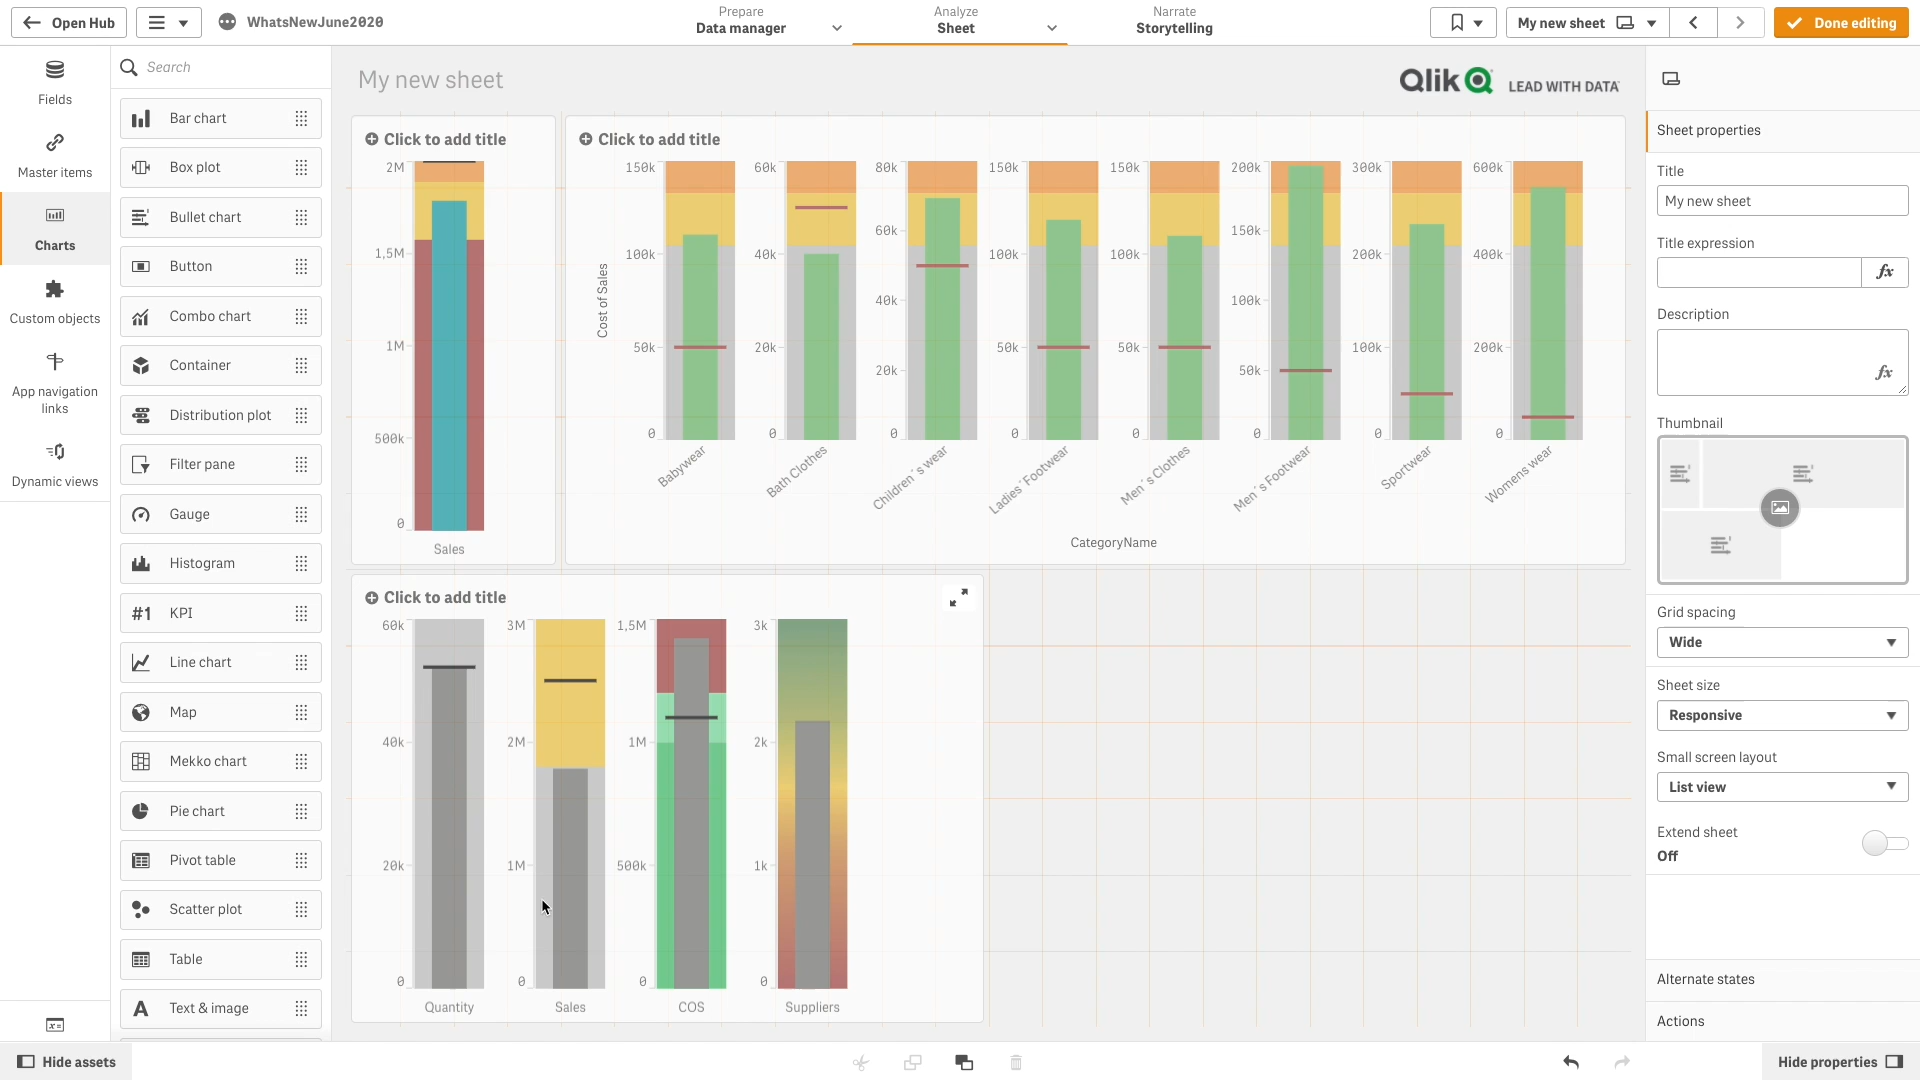 Open Hub
WhatsNewJune2020
Prepare
Data manager
Analyze
Sheet
Narrate
Storytelling
My new sheet
Done editing
Fields
Master items
Charts
Custom objects
App navigation
links
Dynamic views
Search
Bar chart
Box plot
Bullet chart
Button
Combo chart
Container
Distribution plot
Filter pane
Gauge
Histogram
#1 KPI
Line chart
Map
Mekko chart
Pie chart
Pivot table
Scatter plot
Table
A Text & image
My new sheet
Qlik LEAD WITH DATA
Click to add title
2M
1,5M
1M
500k
0
Sales
Click to add title
Cost of Sales
150k
100k
50k
0
Babywear
60k
40k
20k
0
Bath Clothes
80k
60k
40k
20k
0
Children´s wear
150k
100k
50k
0
Ladies´Footwear
150k
100k
50k
0
Men´s Clothes
200k
150k
100k
50k
0
Men´s Footwear
300k
200k
100k
0
Sportwear
600k
400k
200k
0
Womens wear
CategoryName
Click to add title
60k
40k
20k
0
Quantity
3M
2M
1M
0
Sales
1,5M
1M
500k
0
COS
3k
2k
1k
0
Suppliers
Sheet properties
Title
My new sheet
Title expression
fx
Description
fx
Thumbnail
Grid spacing
Wide
Sheet size
Responsive
Small screen layout
List view
Extend sheet
Off
Alternate states
Actions
x=
Hide assets
Hide properties